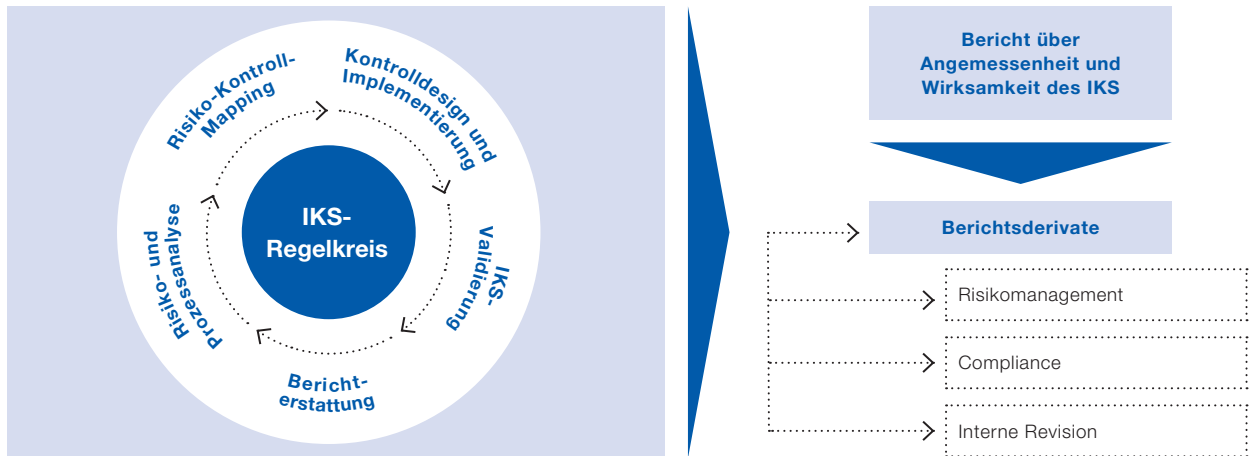 Risiko-Kontroll-
Mapping
Kontrolldesign und
Implementierung
IKS-
Validierung
Bericht-
erstattung
Risiko- und
Prozessanalyse
IKS-
Regelkreis
Bericht über
Angemessenheit und
Wirksamkeit des IKS
Berichtsderivate
Risikomanagement
Compliance
Interne Revision